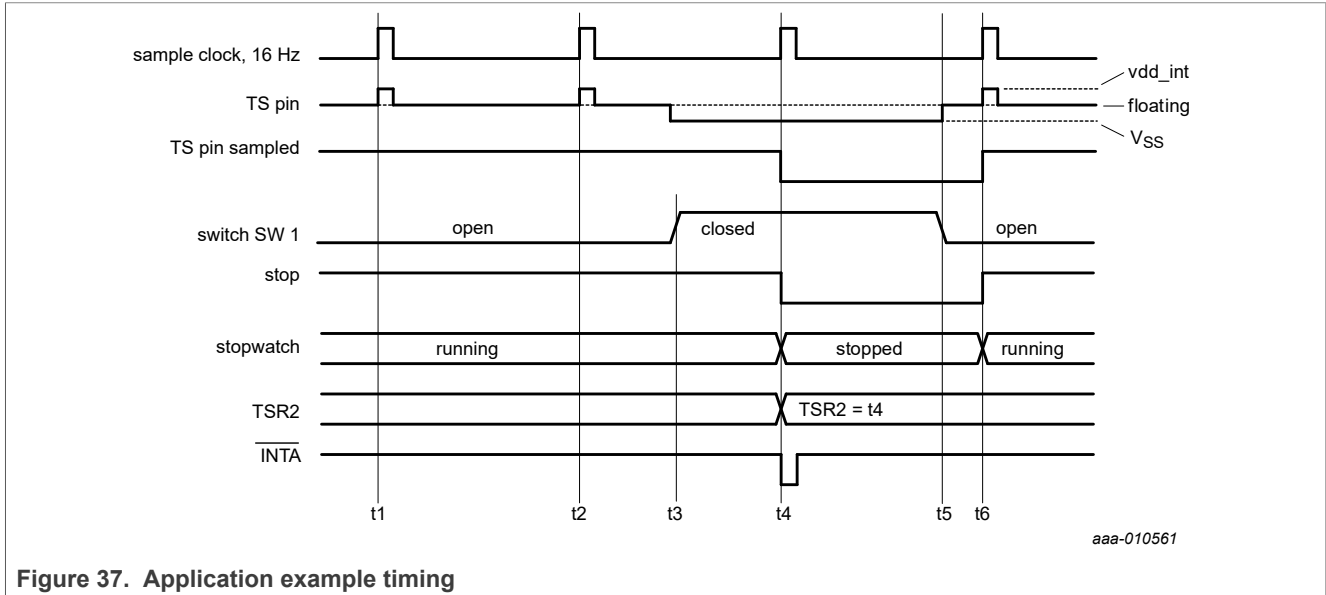 sample clock, 16 Hz
vdd_int
TS pin
floating
VSS
TS pin sampled
switch SW 1
open
closed
open
stop
stopwatch
running
stopped
running
TSR2
TSR2 = t4
INTA
t1
t2
t3
t4
t5
t6
aaa-010561
Figure 37. Application example timing